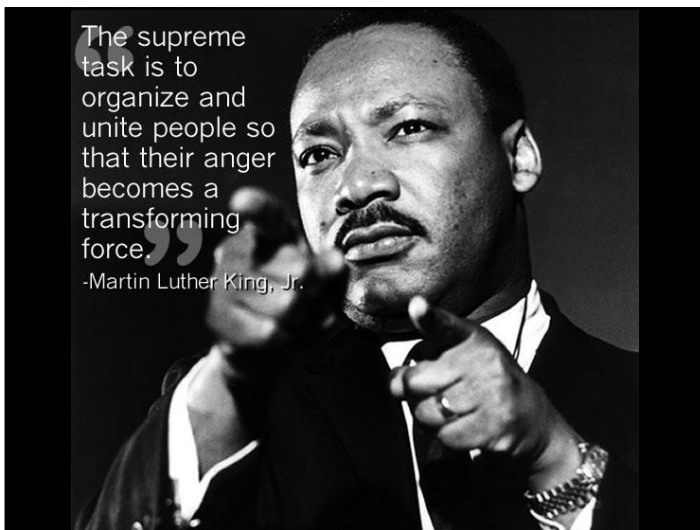 The supreme
task is to
organize and
unite people so
that their anger
becomes a
transforming
force.
-Martin Luther King, Jr.